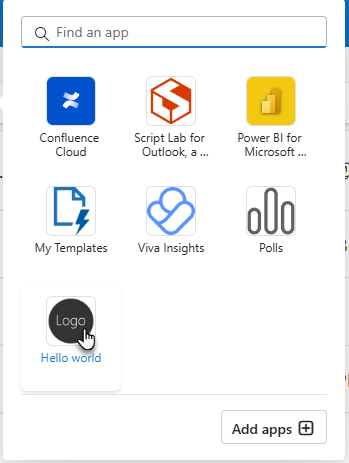 Find an app
Confluence
Cloud
Script Lab for
Outlook, a ...
Power BI for
Microsoft ...
My Templates
Viva Insights
Polls
Logo
Hello world
Add apps